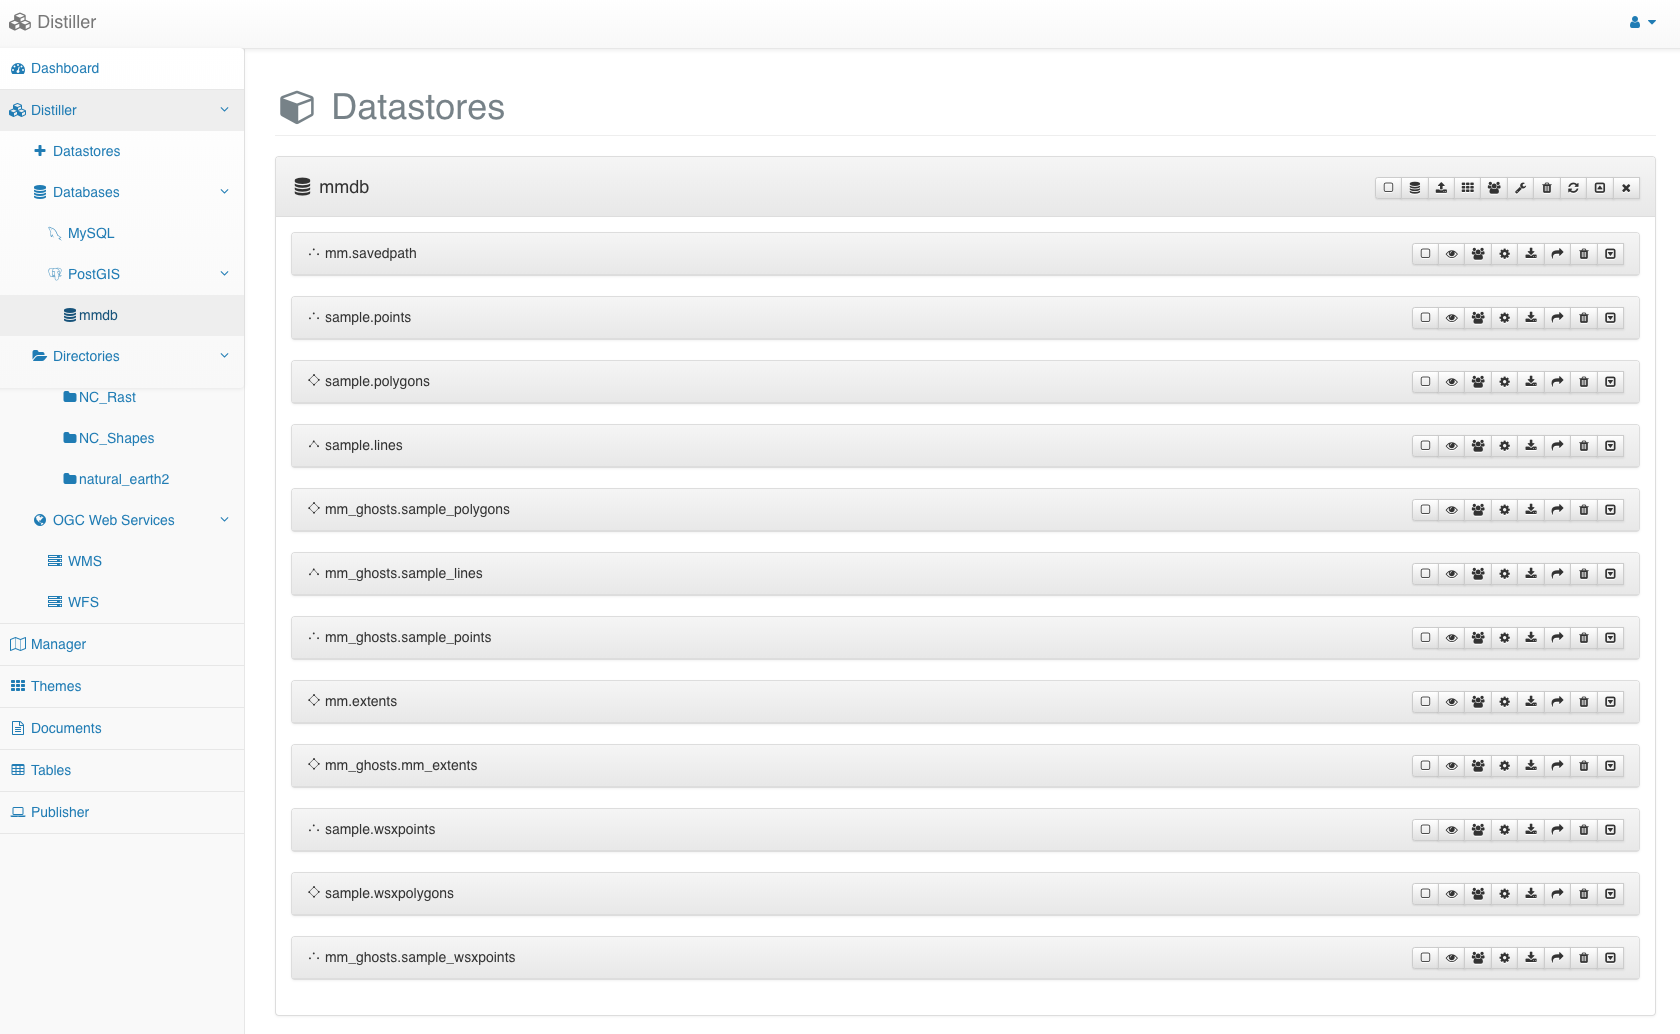 Distiller
Dashboard
Distiller
Datastores
Databases
MySQL
PostGIS
mmdb
Directories
NC_Rast
NC_Shapes
natural_earth2
OGC Web Services
WMS
WFS
Manager
Themes
Documents
Tables
Publisher
Datastores
mmdb
mm.savedpath
sample.points
sample.polygons
sample.lines
mm_ghosts.sample_polygons
mm_ghosts.sample_lines
mm_ghosts.sample_points
mm.extents
mm_ghosts.mm_extents
sample.wsxpoints
sample.wsxpolygons
mm_ghosts.sample_wsxpoints